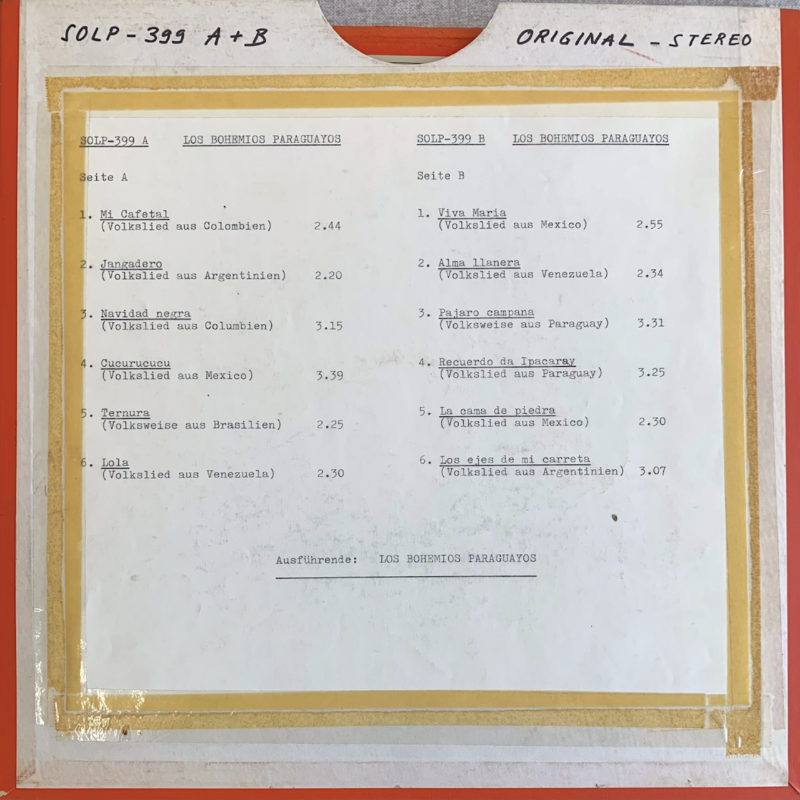 SOLP-399 A+B
ORIGINAL - STEREO
SOLP-399 A LOS BOHEMIOS PARAGUAYOS
Seite A
1. Mi Cafetal
(Volkslied aus Colombien) 2.44
2. Jangadero
(Volkslied aus Argentinien) 2.20
3. Navidad negra
(Volkslied aus Columbien) 3.15
4. Cucurucucu
(Volkslied aus Mexico) 3.39
5. Ternura
(Volksweise aus Brasilien) 2.25
6. Lola
(Volkslied aus Venezuela) 2.30
SOLP-399 B LOS BOHEMIOS PARAGUAYOS
Seite B
1. Viva Maria
(Volkslied aus Mexico) 2.55
2. Alma llanera
(Volkslied aus Venezuela) 2.34
3. Pajaro campana
(Volksweise aus Paraguay) 3.31
4. Recuerdo da Ipacaray
(Volkslied aus Paraguay) 3.25
5. La cama de piedra
(Volkslied aus Mexico) 2.30
6. Los ejes de mi carreta
(Volkslied aus Argentinien) 3.07
Ausführende: LOS BOHEMIOS PARAGUAYOS